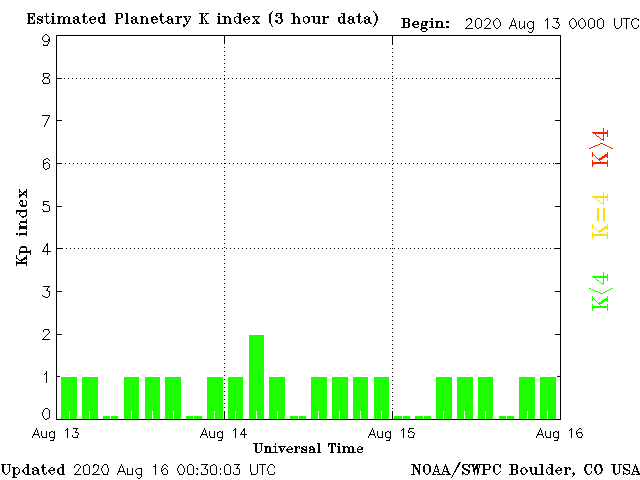 Estimated Planetary K index (3 hour data)
Begin: 2020 Aug 13 0000 UTC
9
8
7
6
5
4
3
2
1
0
Kp index
K>4
K=4
K<4
Aug 13
Aug 14
Aug 15
Aug 16
Universal Time
Updated 2020 Aug 16 00:30:03 UTC
NOAA/SWPC Boulder, CO USA